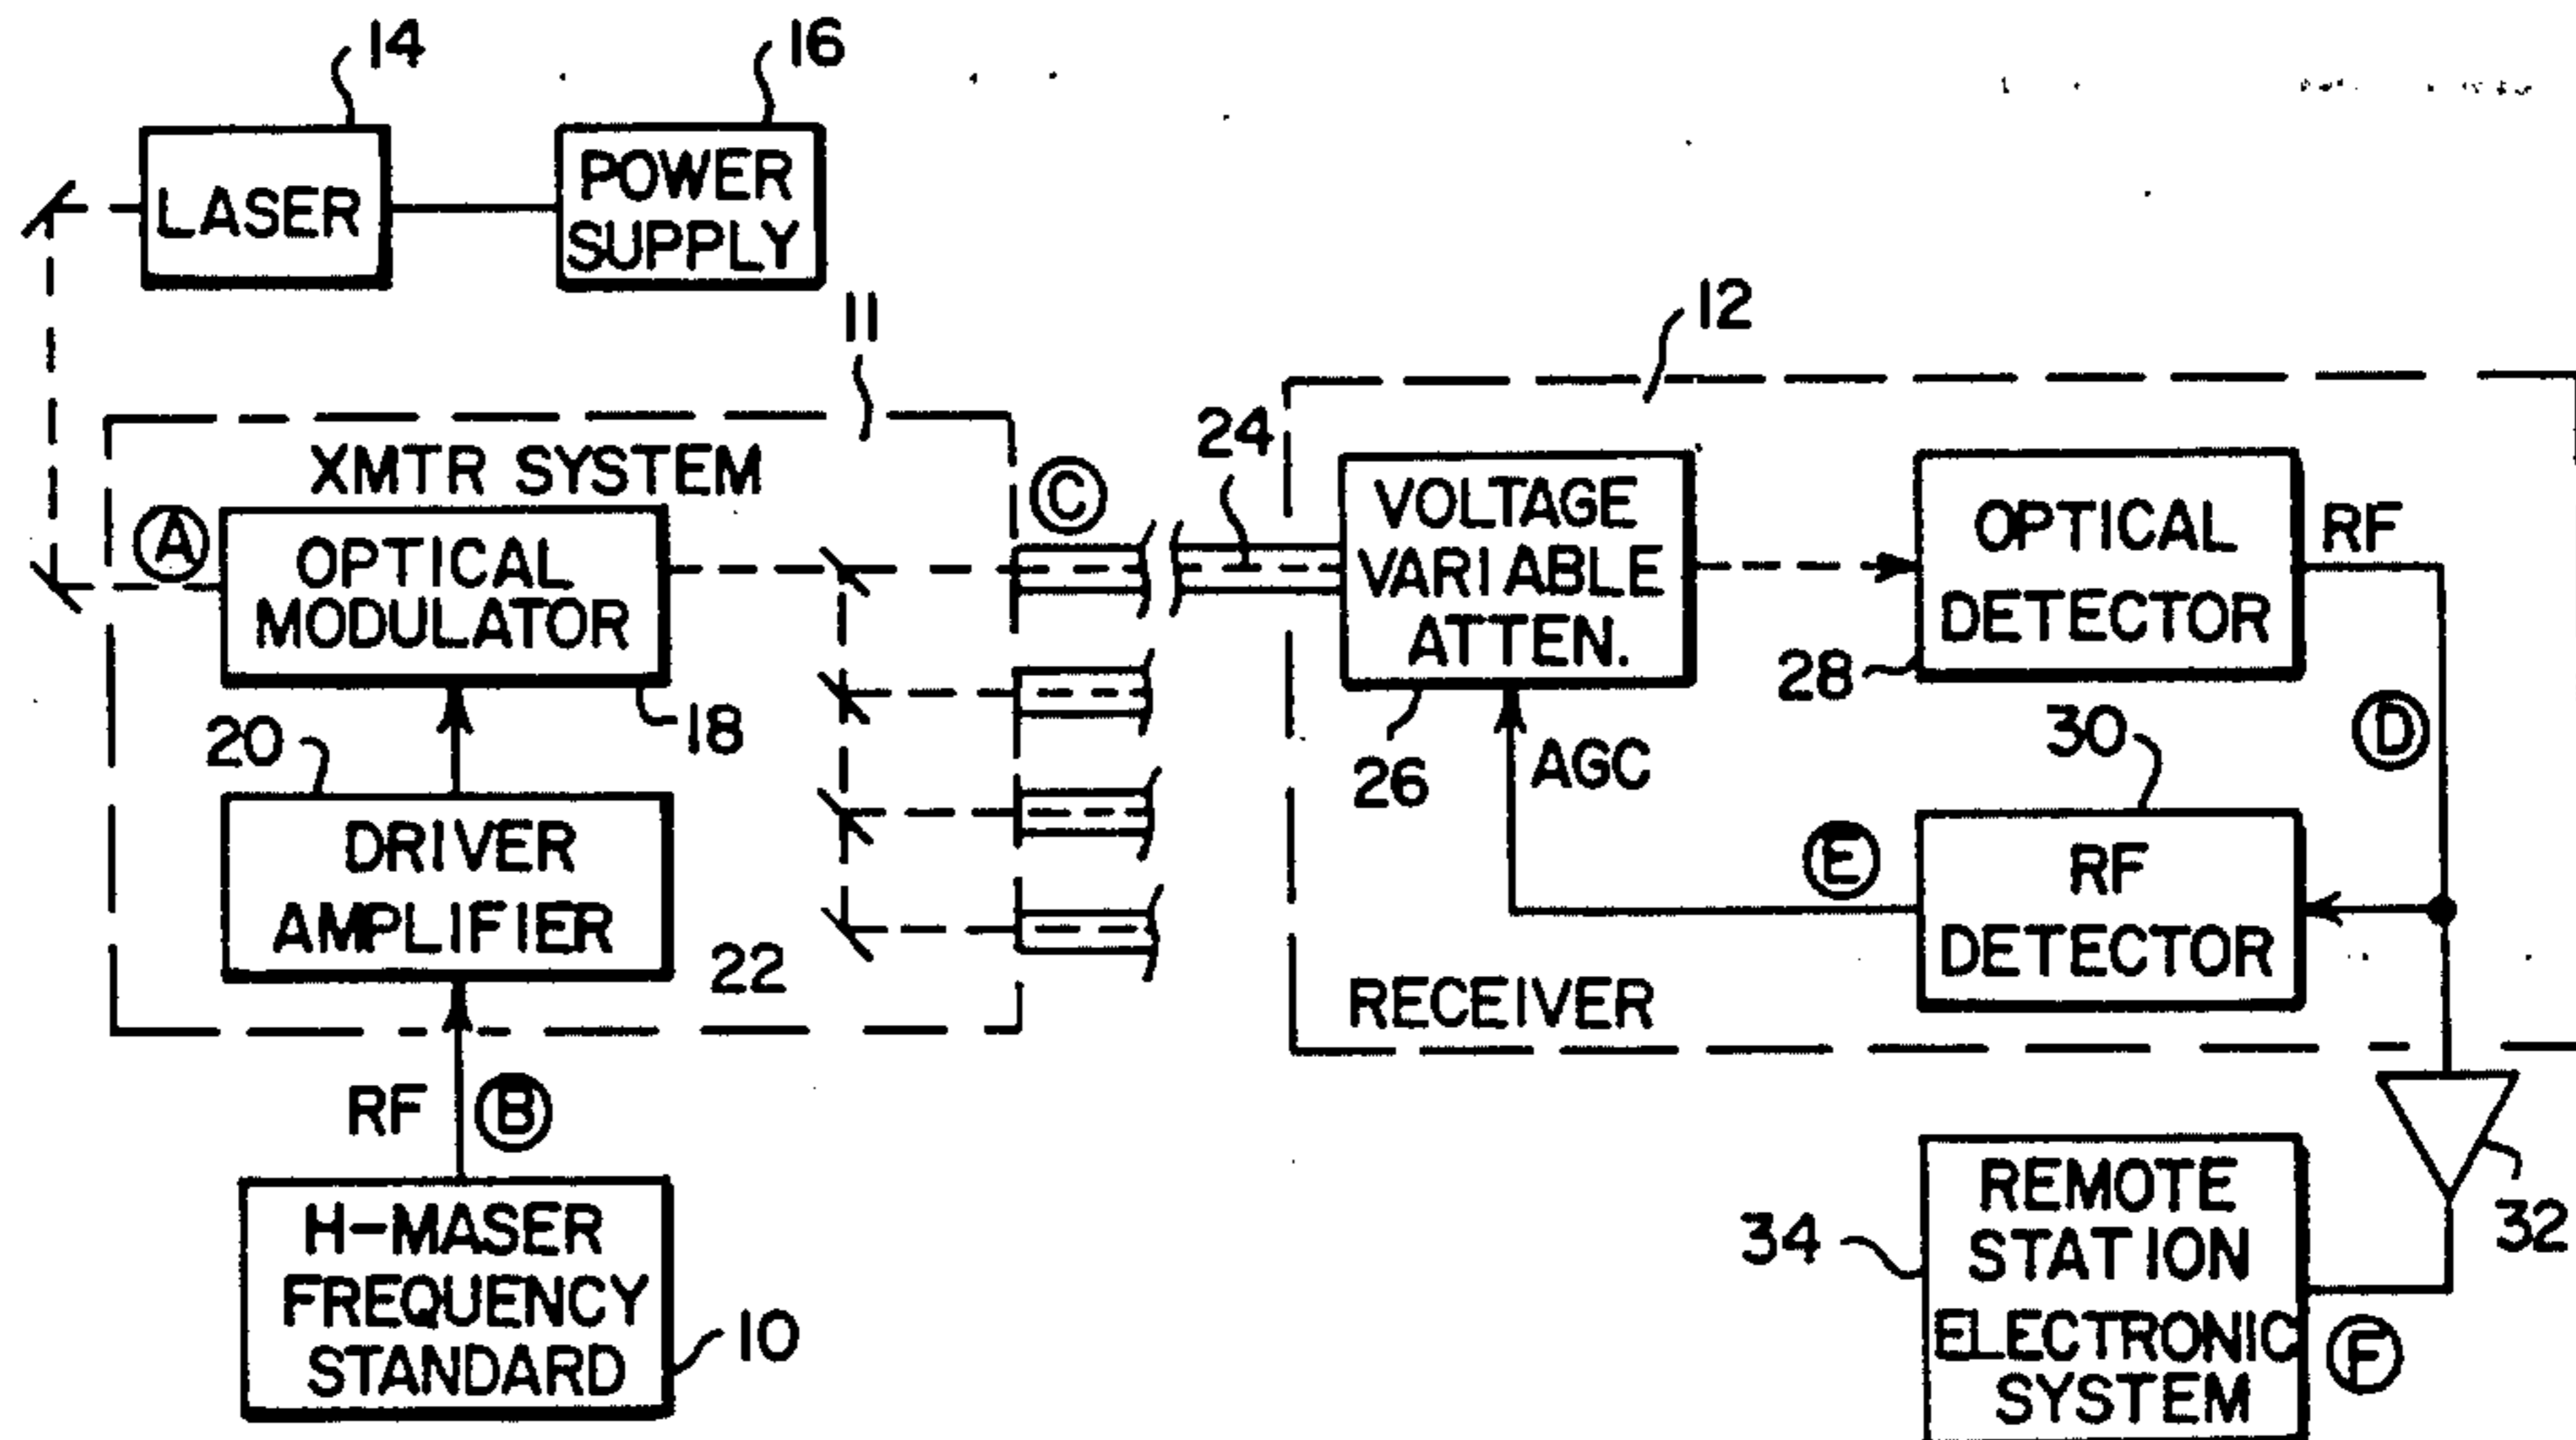 14
16
LASER
POWER
SUPPLY
11
12
XMTR SYSTEM
A
OPTICAL
MODULATOR
18
20
DRIVER
AMPLIFIER
22
RF
B
H-MASER
FREQUENCY
STANDARD
10
C
24
VOLTAGE
VARIABLE
ATTEN.
26
AGC
OPTICAL
DETECTOR
28
RF
D
30
RF
DETECTOR
E
RECEIVER
32
REMOTE
STATION
ELECTRONIC
SYSTEM
34
F